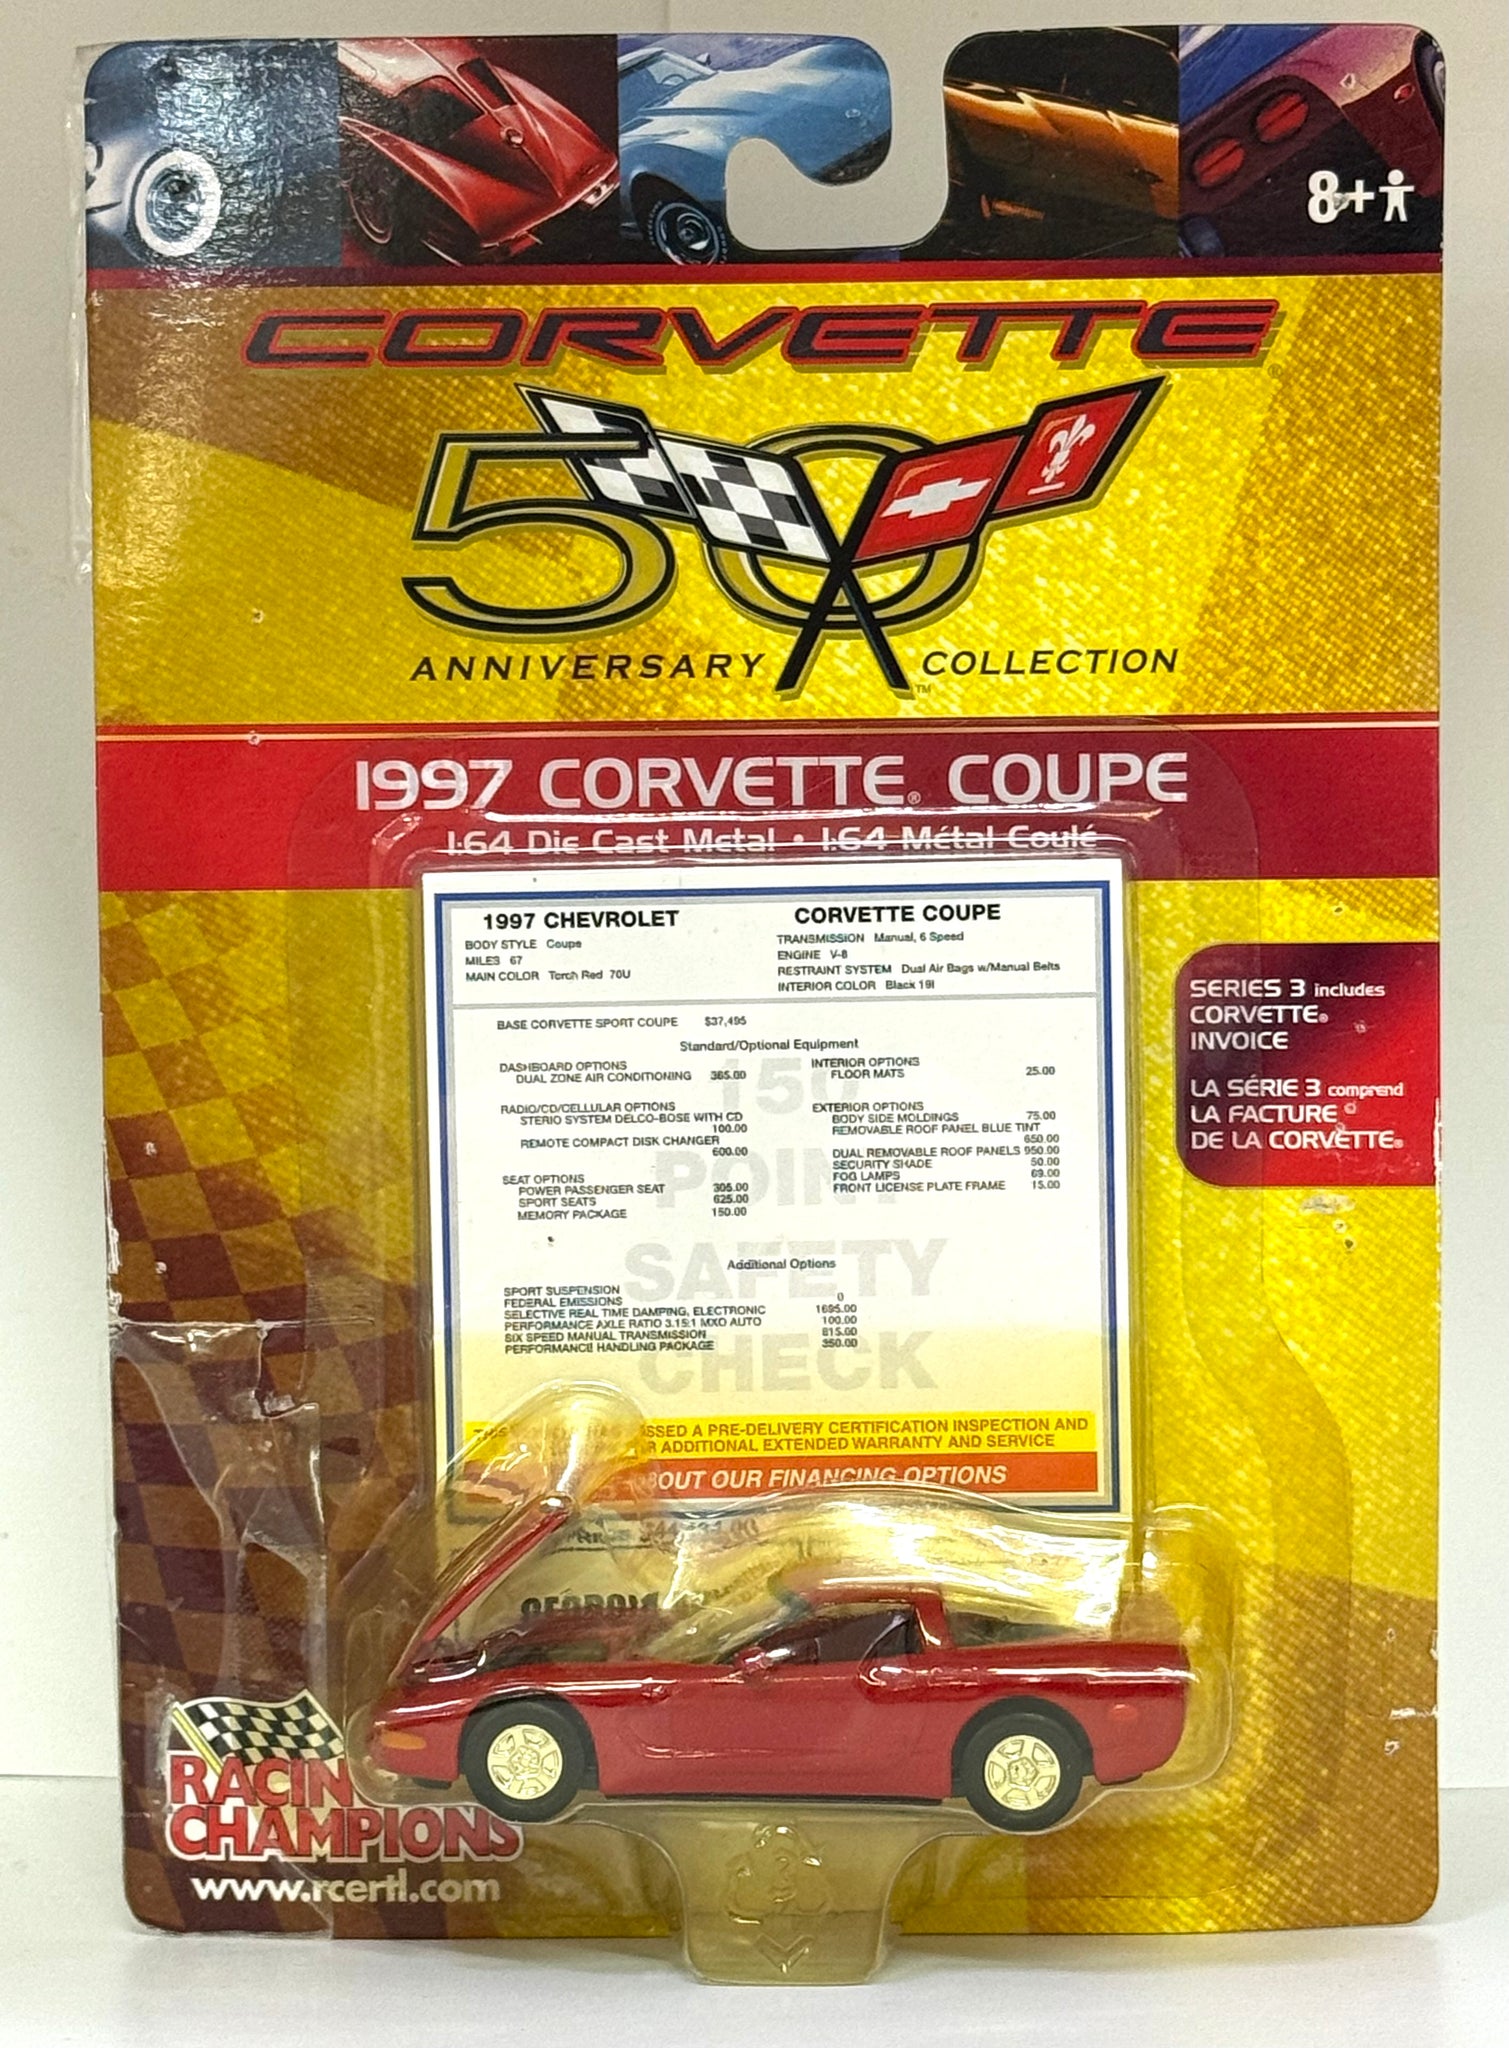 8+
CORVETTE®
50
ANNIVERSARY COLLECTION™
1997 CORVETTE® COUPE
1:64 Die Cast Metal • 1:64 Métal Coulé
1997 CHEVROLET
BODY STYLE Coupe
MILES 67
MAIN COLOR Torch Red 70U
CORVETTE COUPE
TRANSMISSION Manual, 6 Speed
ENGINE V-8
RESTRAINT SYSTEM Dual Air Bags w/Manual Belts
INTERIOR COLOR Black 19I
BASE CORVETTE SPORT COUPE $37,495
Standard/Optional Equipment
DASHBOARD OPTIONS
DUAL ZONE AIR CONDITIONING 365.00
RADIO/CD/CELLULAR OPTIONS
STERIO SYSTEM DELCO-BOSE WITH CD
100.00
REMOTE COMPACT DISK CHANGER
600.00
SEAT OPTIONS
POWER PASSENGER SEAT 305.00
SPORT SEATS 625.00
MEMORY PACKAGE 150.00
INTERIOR OPTIONS
FLOOR MATS 25.00
EXTERIOR OPTIONS
BODY SIDE MOLDINGS 75.00
REMOVABLE ROOF PANEL BLUE TINT
650.00
DUAL REMOVABLE ROOF PANELS 950.00
SECURITY SHADE 50.00
FOG LAMPS 69.00
FRONT LICENSE PLATE FRAME 15.00
150
POINT
SAFETY
CHECK
Additional Options
SPORT SUSPENSION
FEDERAL EMISSIONS 0
SELECTIVE REAL TIME DAMPING, ELECTRONIC 1695.00
PERFORMANCE AXLE RATIO 3.15:1 MXO AUTO 100.00
SIX SPEED MANUAL TRANSMISSION 815.00
PERFORMANCE HANDLING PACKAGE 350.00
SSED A PRE-DELIVERY CERTIFICATION INSPECTION AND
R ADDITIONAL EXTENDED WARRANTY AND SERVICE
BOUT OUR FINANCING OPTIONS
SERIES 3 includes
CORVETTE®
INVOICE
LA SÉRIE 3 comprend
LA FACTURE
DE LA CORVETTE®
RACIN
CHAMPIONS
www.rcertl.com